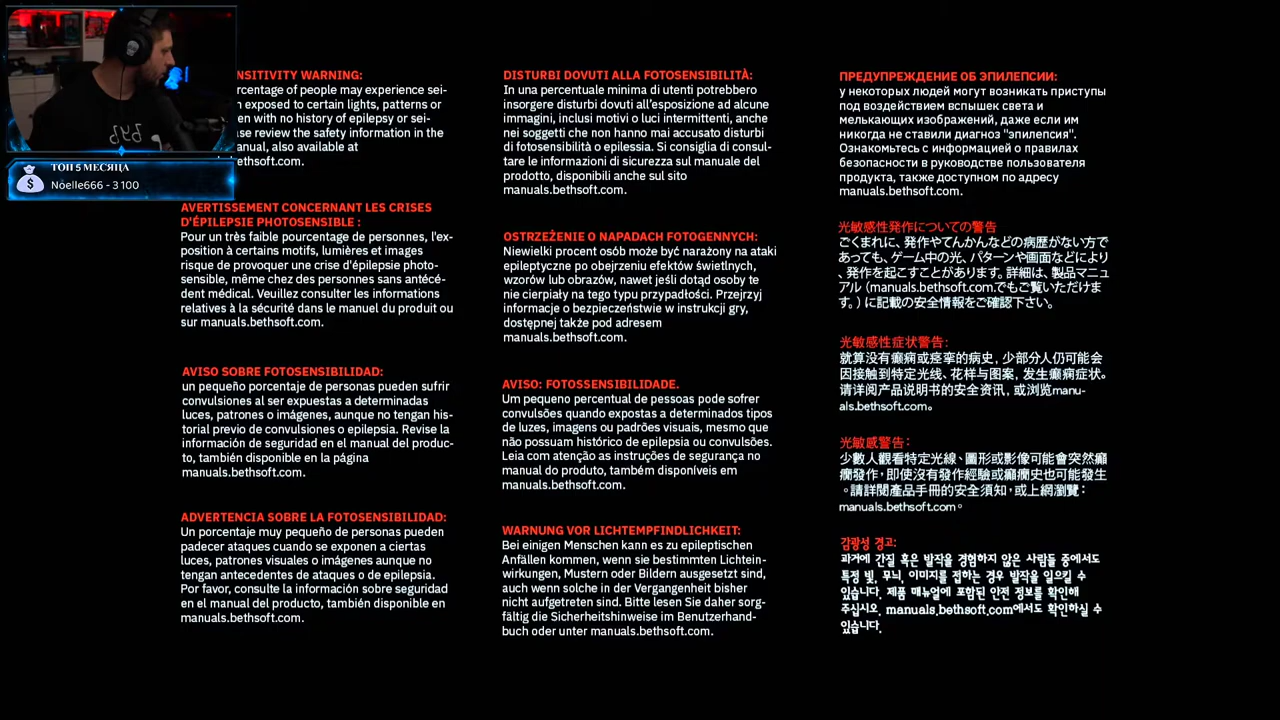 NSITIVITY WARNING:
rcentage of people may experience sei-
n exposed to certain lights, patterns or
en with no history of epilepsy or sei-
ase review the safety information in the
anual, also available at
ethsoft.com.
ТОП 5 МЕСЯЦА
Noelle666 - 3 100
$
AVERTISSEMENT CONCERNANT LES CRISES
D'ÉPILEPSIE PHOTOSENSIBLE :
Pour un très faible pourcentage de personnes, l'ex-
position à certains motifs, lumières et images
risque de provoquer une crise d'épilepsie photo-
sensible, même chez des personnes sans antécé-
dent médical. Veuillez consulter les informations
relatives à la sécurité dans le manuel du produit ou
sur manuals.bethsoft.com.
AVISO SOBRE FOTOSENSIBILIDAD:
un pequeño porcentaje de personas pueden sufrir
convulsiones al ser expuestas a determinadas
luces, patrones o imágenes, aunque no tengan his-
torial previo de convulsiones o epilepsia. Revise la
información de seguridad en el manual del produc-
to, también disponible en la página
manuals.bethsoft.com.
ADVERTENCIA SOBRE LA FOTOSENSIBILIDAD:
Un porcentaje muy pequeño de personas pueden
padecer ataques cuando se exponen a ciertas
luces, patrones visuales o imágenes aunque no
tengan antecedentes de ataques o de epilepsia.
Por favor, consulte la información sobre seguridad
en el manual del producto, también disponible en
manuals.bethsoft.com.
DISTURBI DOVUTI ALLA FOTOSENSIBILITÀ:
In una percentuale minima di utenti potrebbero
insorgere disturbi dovuti all'esposizione ad alcune
immagini, inclusi motivi o luci intermittenti, anche
nei soggetti che non hanno mai accusato disturbi
di fotosensibilità o epilessia. Si consiglia di consul-
tare le informazioni di sicurezza sul manuale del
prodotto, disponibili anche sul sito
manuals.bethsoft.com.
OSTRZEŻENIE O NAPADACH FOTOGENNYCH:
Niewielki procent osób może być narażony na ataki
epileptyczne po obejrzeniu efektów świetlnych,
wzorów lub obrazów, nawet jeśli dotąd osoby te
nie cierpiały na tego typu przypadłości. Przejrzyj
informacje o bezpieczeństwie w instrukcji gry,
dostępnej także pod adresem
manuals.bethsoft.com.
AVISO: FOTOSSENSIBILIDADE.
Um pequeno percentual de pessoas pode sofrer
convulsões quando expostas a determinados tipos
de luzes, imagens ou padrões visuais, mesmo que
não possuam histórico de epilepsia ou convulsões.
Leia com atenção as instruções de segurança no
manual do produto, também disponíveis em
manuals.bethsoft.com.
WARNUNG VOR LICHTEMPFINDLICHKEIT:
Bei einigen Menschen kann es zu epileptischen
Anfällen kommen, wenn sie bestimmten Lichtein-
wirkungen, Mustern oder Bildern ausgesetzt sind,
auch wenn solche in der Vergangenheit bisher
nicht aufgetreten sind. Bitte lesen Sie daher sorg-
fältig die Sicherheitshinweise im Benutzerhand-
buch oder unter manuals.bethsoft.com.
ПРЕДУПРЕЖДЕНИЕ ОБ ЭПИЛЕПСИИ:
у некоторых людей могут возникать приступы
под воздействием вспышек света и
мелькающих изображений, даже если им
никогда не ставили диагноз "эпилепсия".
Ознакомьтесь с информацией о правилах
безопасности в руководстве пользователя
продукта, также доступном по адресу
manuals.bethsoft.com.
光敏感性発作についての警告
ごくまれに、発作やてんかんなどの病歴がない方で
あっても、ゲーム中の光、パターンや画面などにより
、発作を起こすことがあります。詳細は、製品マニュ
アル（manuals.bethsoft.comでもご覧いただけま
す。）に記載の安全情報をご確認下さい。
光敏感性症状警告：
就算没有癫痫或痉挛的病史，少部分人仍可能会
因接触到特定光线、花样与图案，发生癫痫症状。
请详阅产品说明书的安全资讯，或浏览manu-
als.bethsoft.com。
光敏感警告：
少數人觀看特定光線、圖形或影像可能會突然癲
癇發作，即使沒有發作經驗或癲癇史也可能發生
。請詳閱產品手冊的安全須知，或上網瀏覽：
manuals.bethsoft.com。
감광성 경고:
과거에 간질 혹은 발작을 경험하지 않은 사람들 중에서도
특정 빛, 무늬, 이미지를 접하는 경우 발작을 일으킬 수
있습니다. 제품 매뉴얼에 포함된 안전 정보를 확인해
주십시오. manuals.bethsoft.com에서도 확인하실 수
있습니다.